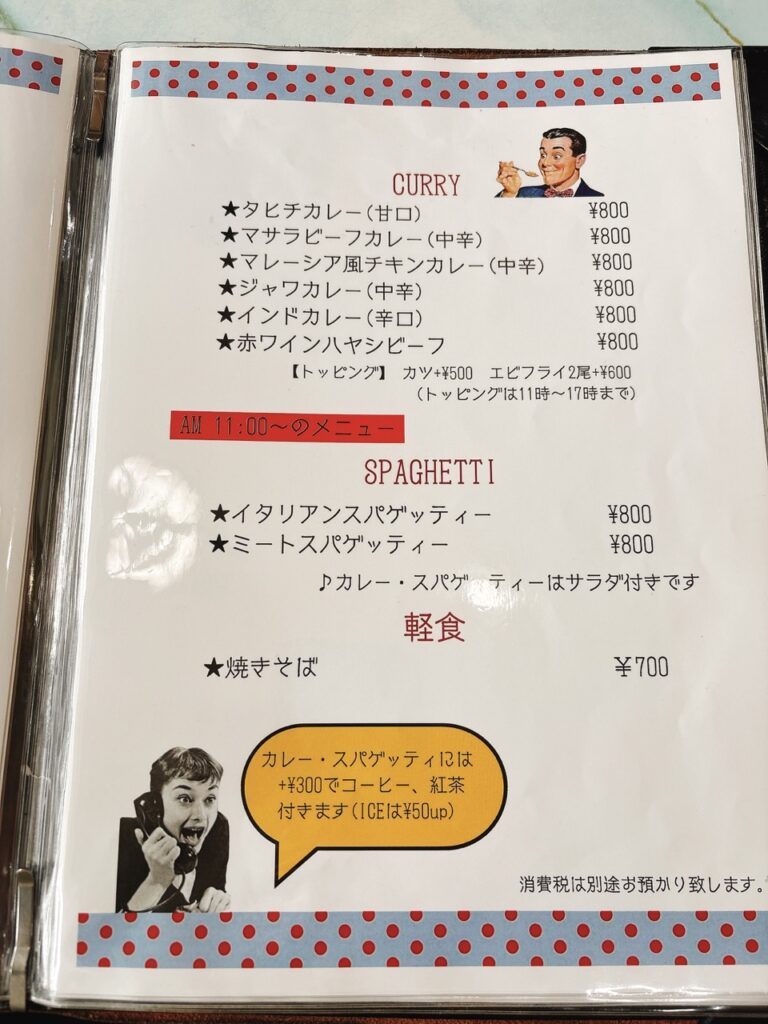 CURRY
★タヒチカレー(甘口) ¥800
★マサラビーフカレー(中辛) ¥800
★マレーシア風チキンカレー(中辛) ¥800
★ジャワカレー(中辛) ¥800
★インドカレー(辛口) ¥800
★赤ワインハヤシビーフ ¥800
【トッピング】 カツ+¥500 エビフライ2尾+¥600
(トッピングは11時～17時まで)
AM 11:00～のメニュー
SPAGHETTI
★イタリアンスパゲッティー ¥800
★ミートスパゲッティー ¥800
♪カレー・スパゲッティーはサラダ付きです
軽食
★焼きそば ¥700
カレー・スパゲッティには
+¥300でコーヒー、紅茶
付きます(ICEは¥50up)
消費税は別途お預かり致します。